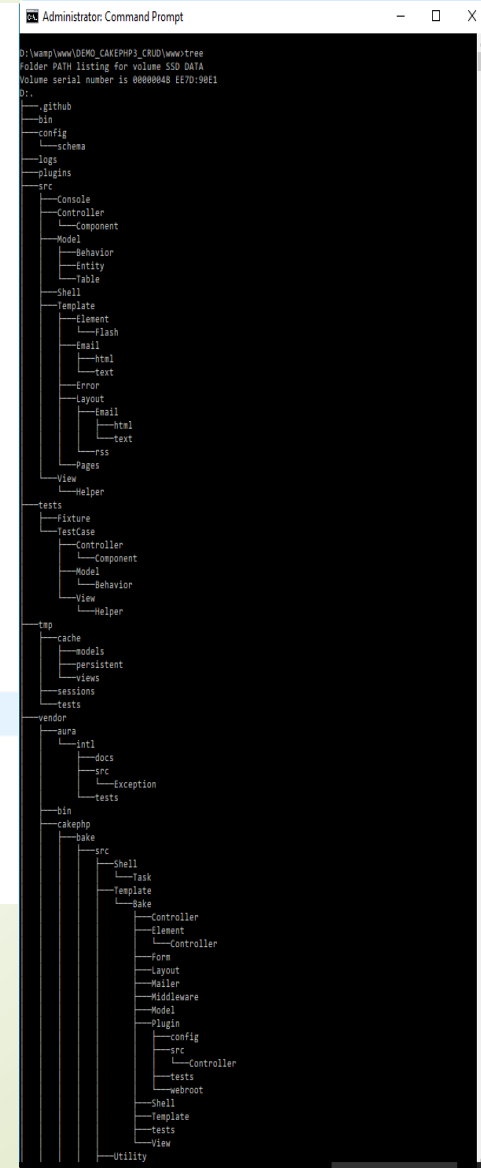 Administrator: Command Prompt
D:\wamp\www\DEMO_CAKEPHP3_CRUD\www>tree
Folder PATH listing for volume SSD DATA
Volume serial number is 0000004B EE7D:90E1
D:.
├───.github
├───bin
├───config
│   └───schema
├───logs
├───plugins
├───src
│   ├───Console
│   ├───Controller
│   │   └───Component
│   ├───Model
│   │   ├───Behavior
│   │   ├───Entity
│   │   └───Table
│   ├───Shell
│   ├───Template
│   │   ├───Element
│   │   │   └───Flash
│   │   ├───Email
│   │   │   ├───html
│   │   │   └───text
│   │   ├───Error
│   │   ├───Layout
│   │   │   ├───Email
│   │   │   │   ├───html
│   │   │   │   └───text
│   │   │   └───rss
│   │   └───Pages
│   └───View
│       └───Helper
├───tests
│   ├───Fixture
│   └───TestCase
│       ├───Controller
│       │   └───Component
│       ├───Model
│       │   └───Behavior
│       └───View
│           └───Helper
├───tmp
│   ├───cache
│   │   ├───models
│   │   ├───persistent
│   │   └───views
│   ├───sessions
│   └───tests
├───vendor
│   ├───aura
│   │   └───intl
│   │       ├───docs
│   │       ├───src
│   │       │   └───Exception
│   │       └───tests
│   ├───bin
│   ├───cakephp
│   │   ├───bake
│   │   │   ├───src
│   │   │   │   ├───Shell
│   │   │   │   │   └───Task
│   │   │   │   ├───Template
│   │   │   │   │   └───Bake
│   │   │   │   │       ├───Controller
│   │   │   │   │       ├───Element
│   │   │   │   │       │   └───Controller
│   │   │   │   │       ├───Form
│   │   │   │   │       ├───Layout
│   │   │   │   │       ├───Mailer
│   │   │   │   │       ├───Middleware
│   │   │   │   │       ├───Model
│   │   │   │   │       ├───Plugin
│   │   │   │   │       │   ├───config
│   │   │   │   │       │   ├───src
│   │   │   │   │       │   │   └───Controller
│   │   │   │   │       │   ├───tests
│   │   │   │   │       │   └───webroot
│   │   │   │   │       ├───Shell
│   │   │   │   │       ├───Template
│   │   │   │   │       ├───tests
│   │   │   │   │       └───View
│   │   │   │   ├───Utility